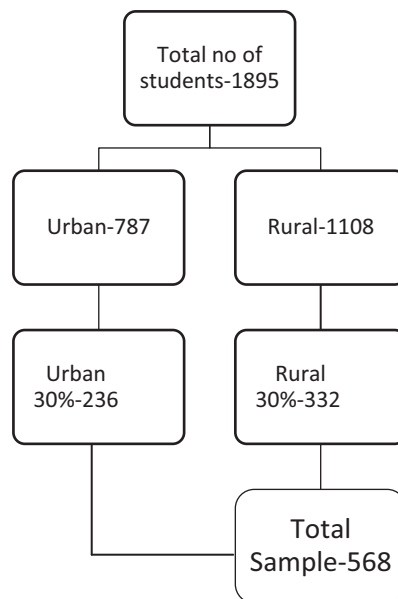 Total no of
students-1895
Urban-787
Rural-1108
Urban
30%-236
Rural
30%-332
Total
Sample-568